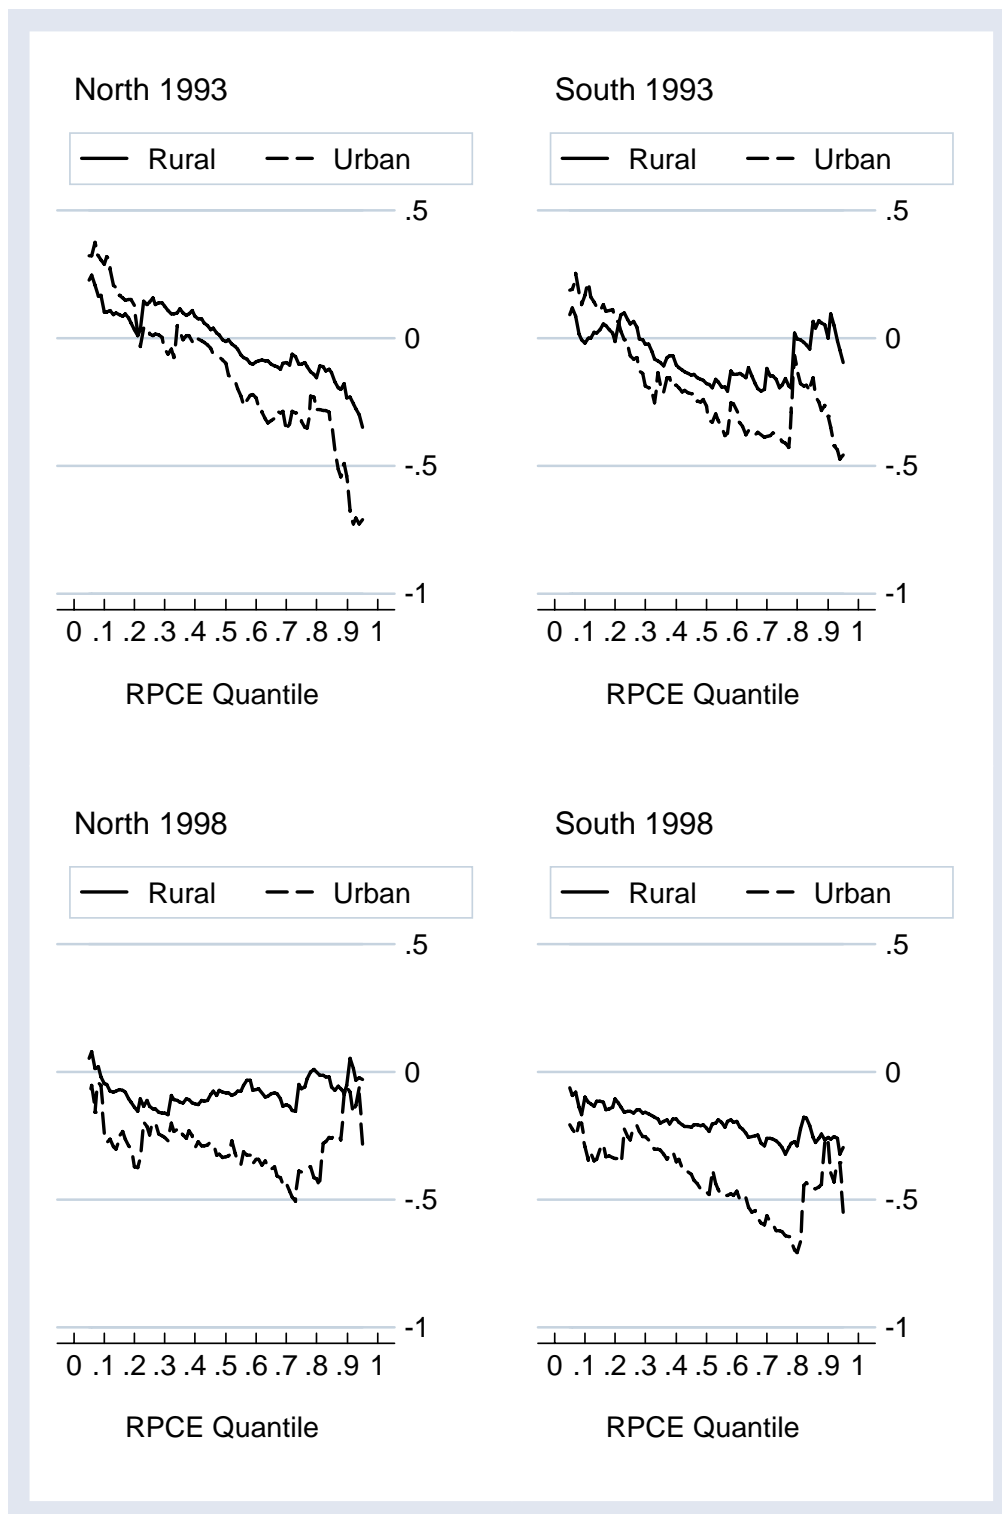 North 1993
Rural Urban
.5
0
-.5
-1
0 .1 .2 .3 .4 .5 .6 .7 .8 .9 1
RPCE Quantile
South 1993
Rural Urban
.5
0
-.5
-1
0 .1 .2 .3 .4 .5 .6 .7 .8 .9 1
RPCE Quantile
North 1998
Rural Urban
.5
0
-.5
-1
0 .1 .2 .3 .4 .5 .6 .7 .8 .9 1
RPCE Quantile
South 1998
Rural Urban
.5
0
-.5
-1
0 .1 .2 .3 .4 .5 .6 .7 .8 .9 1
RPCE Quantile